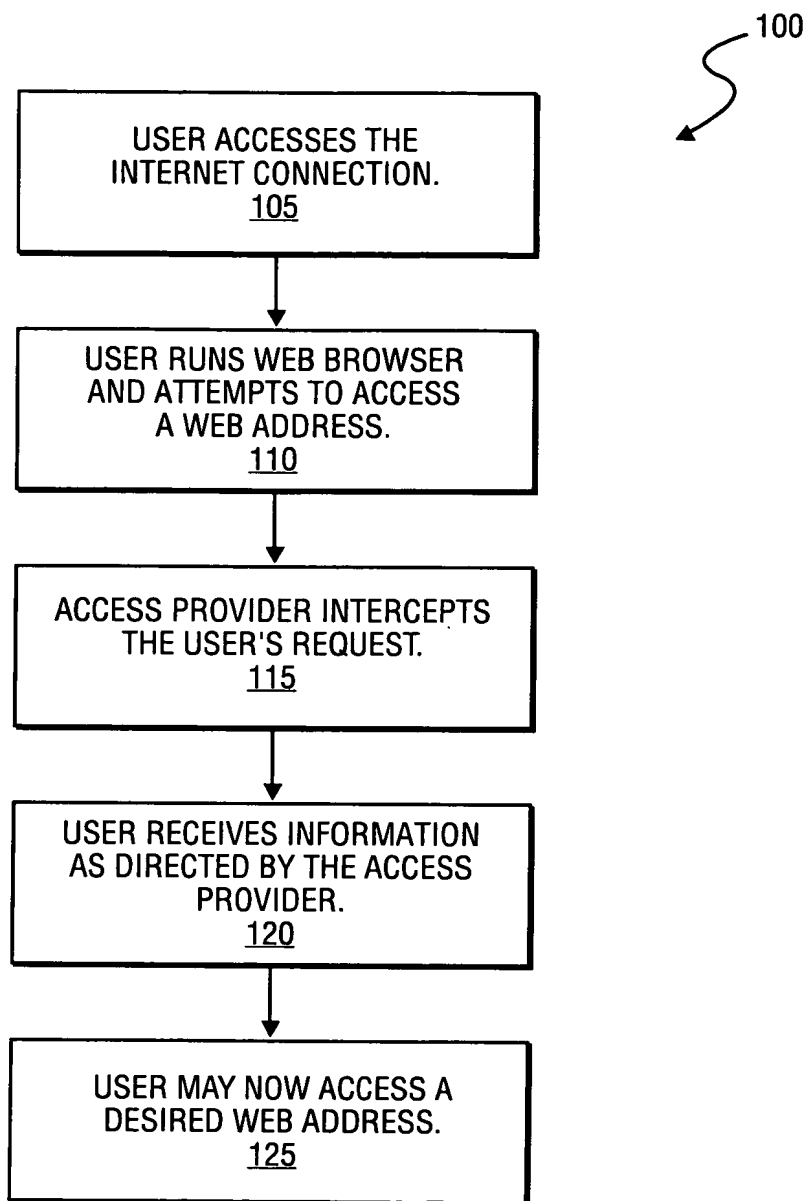 100
USER ACCESSES THE
INTERNET CONNECTION.
105
USER RUNS WEB BROWSER
AND ATTEMPTS TO ACCESS
A WEB ADDRESS.
110
ACCESS PROVIDER INTERCEPTS
THE USER'S REQUEST.
115
USER RECEIVES INFORMATION
AS DIRECTED BY THE ACCESS
PROVIDER.
120
USER MAY NOW ACCESS A
DESIRED WEB ADDRESS.
125